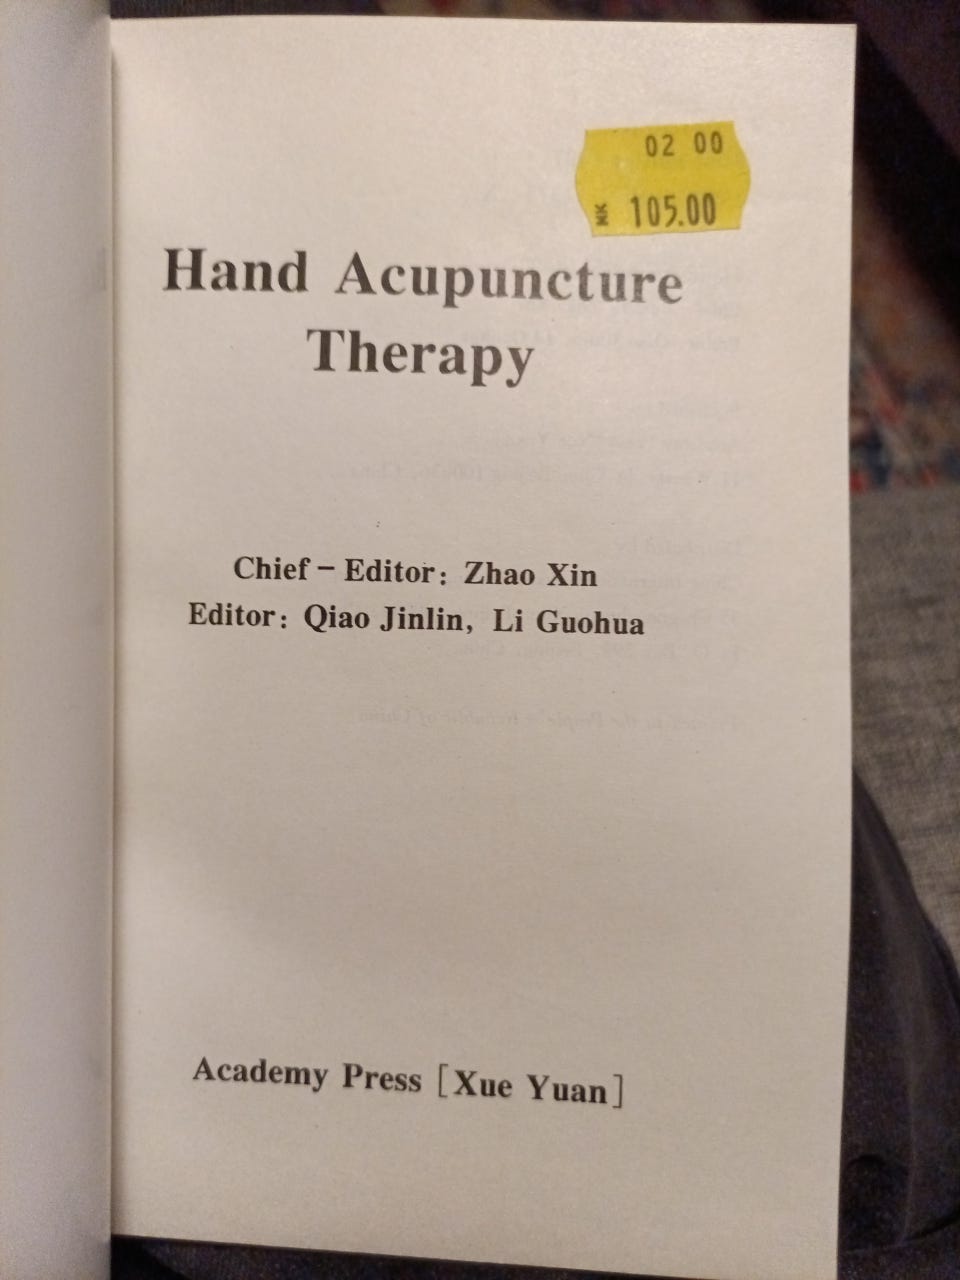 02 00
MK 105.00
Hand Acupuncture
Therapy
Chief - Editor: Zhao Xin
Editor: Qiao Jinlin, Li Guohua
Academy Press [Xue Yuan]